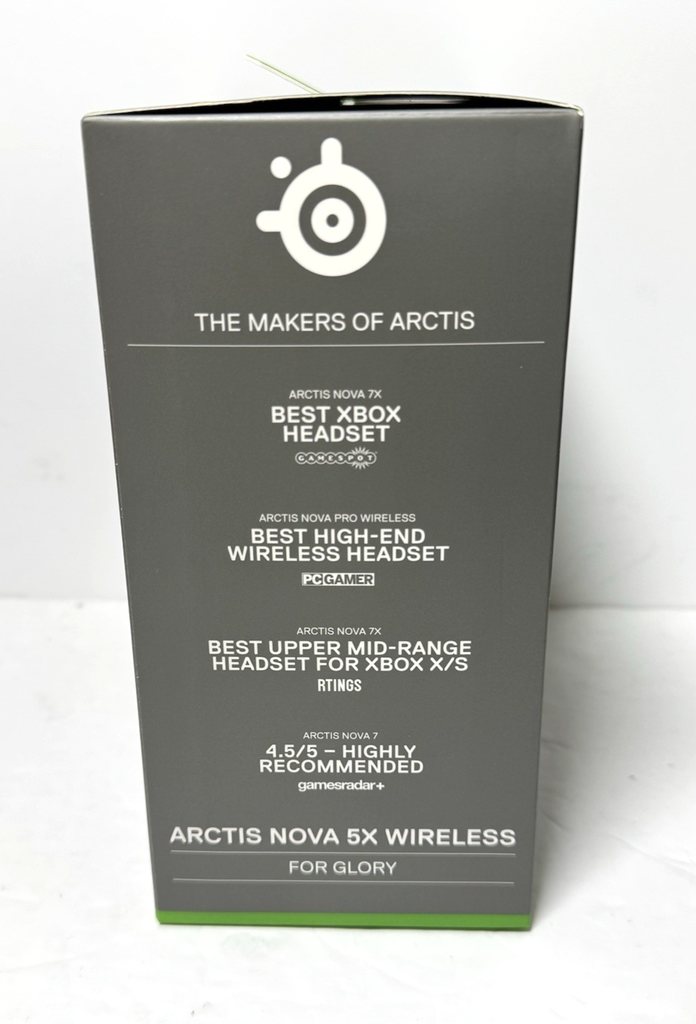 THE MAKERS OF ARCTIS
ARCTIS NOVA 7X
BEST XBOX
HEADSET
GAMESPOT
ARCTIS NOVA PRO WIRELESS
BEST HIGH-END
WIRELESS HEADSET
PC GAMER
ARCTIS NOVA 7X
BEST UPPER MID-RANGE
HEADSET FOR XBOX X/S
RTINGS
ARCTIS NOVA 7
4.5/5 – HIGHLY
RECOMMENDED
gamesradar+
ARCTIS NOVA 5X WIRELESS
FOR GLORY